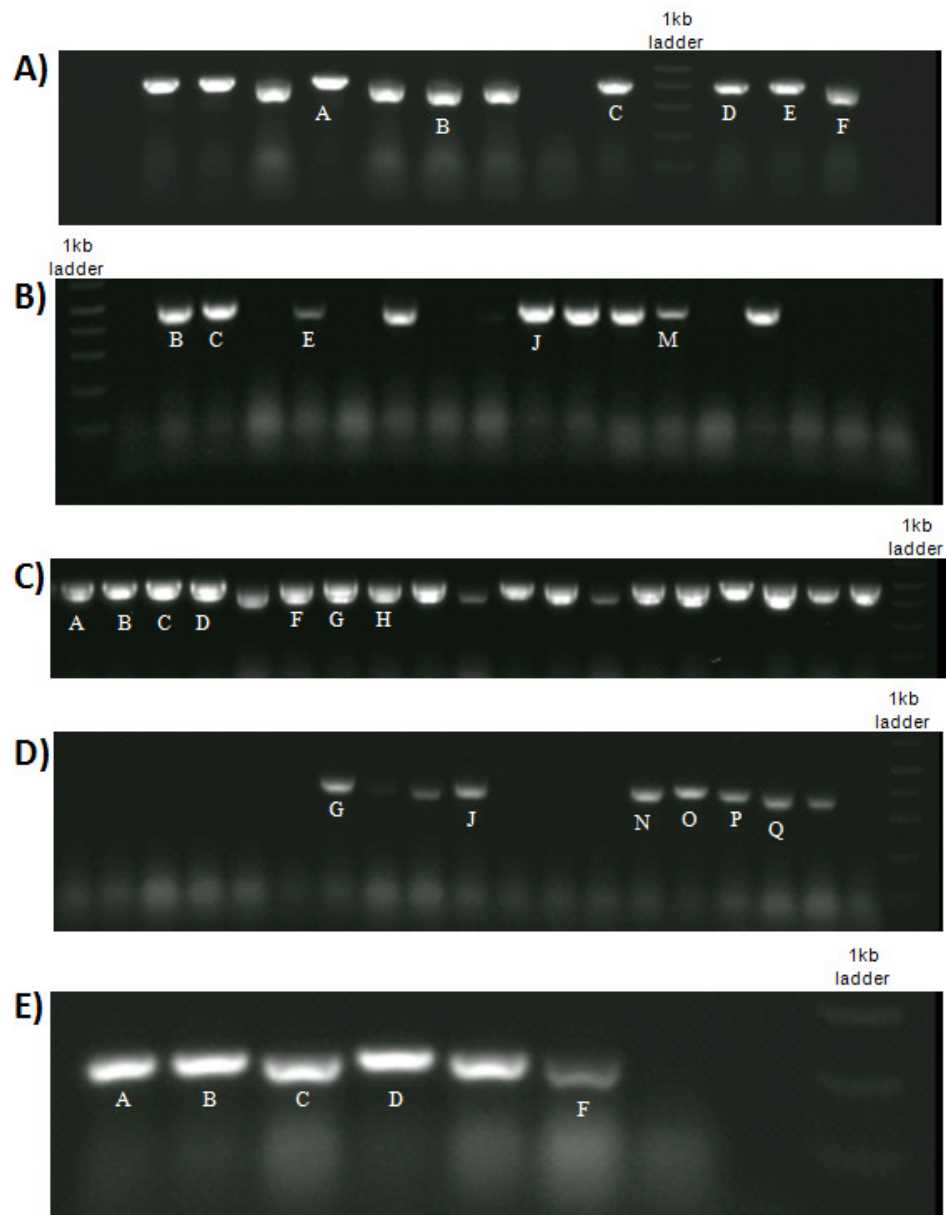 1kb
ladder
A)
A B C D E F
1kb
ladder
B)
B C E J M
1kb
ladder
C)
A B C D F G H
1kb
ladder
D)
G J N O P Q
1kb
ladder
E)
A B C D F